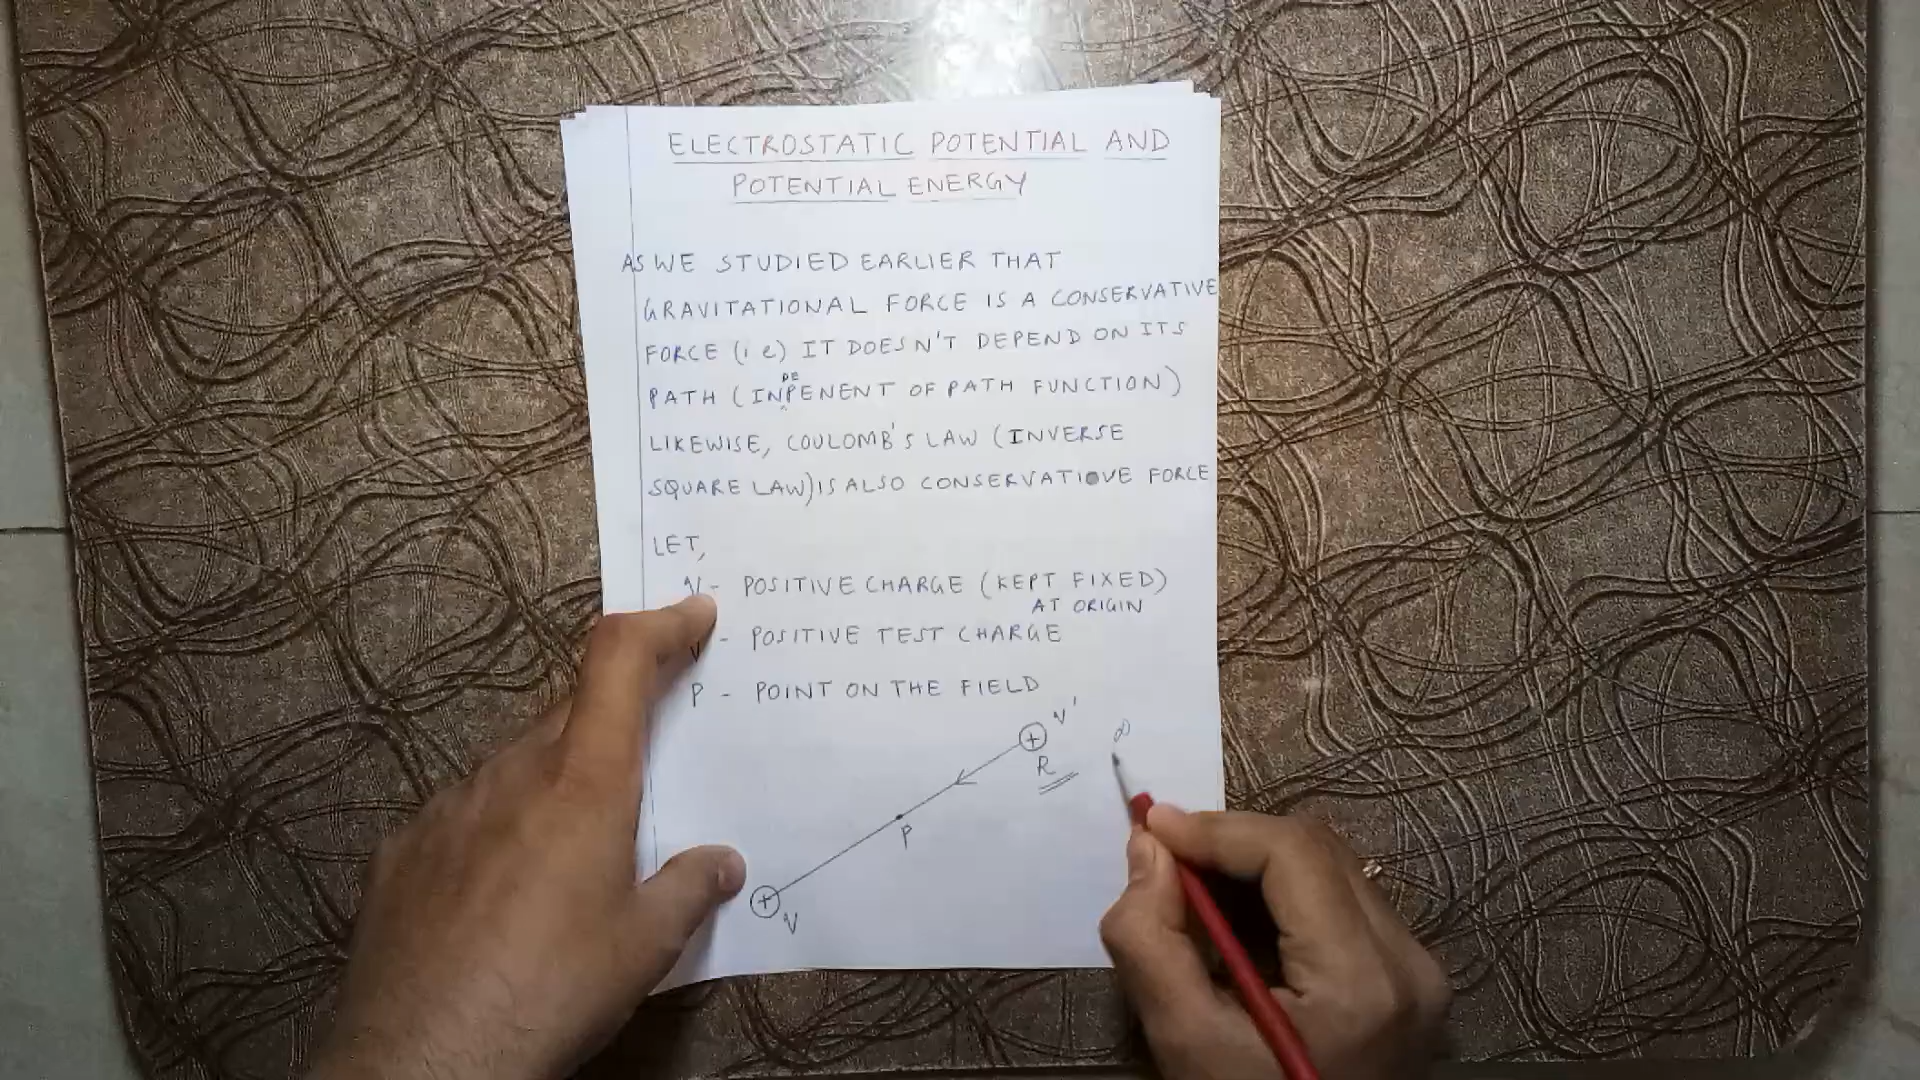 ELECTROSTATIC POTENTIAL AND
POTENTIAL ENERGY
AS WE STUDIED EARLIER THAT
GRAVITATIONAL FORCE IS A CONSERVATIVE
FORCE (i e) IT DOESN'T DEPEND ON ITS
DE
PATH (INPENENT OF PATH FUNCTION)
LIKEWISE, COULOMB'S LAW (INVERSE
SQUARE LAW) IS ALSO CONSERVATIVE FORCE
LET,
- POSITIVE CHARGE (KEPT FIXED)
AT ORIGIN
- POSITIVE TEST CHARGE
P - POINT ON THE FIELD
+
∞
R
P
+